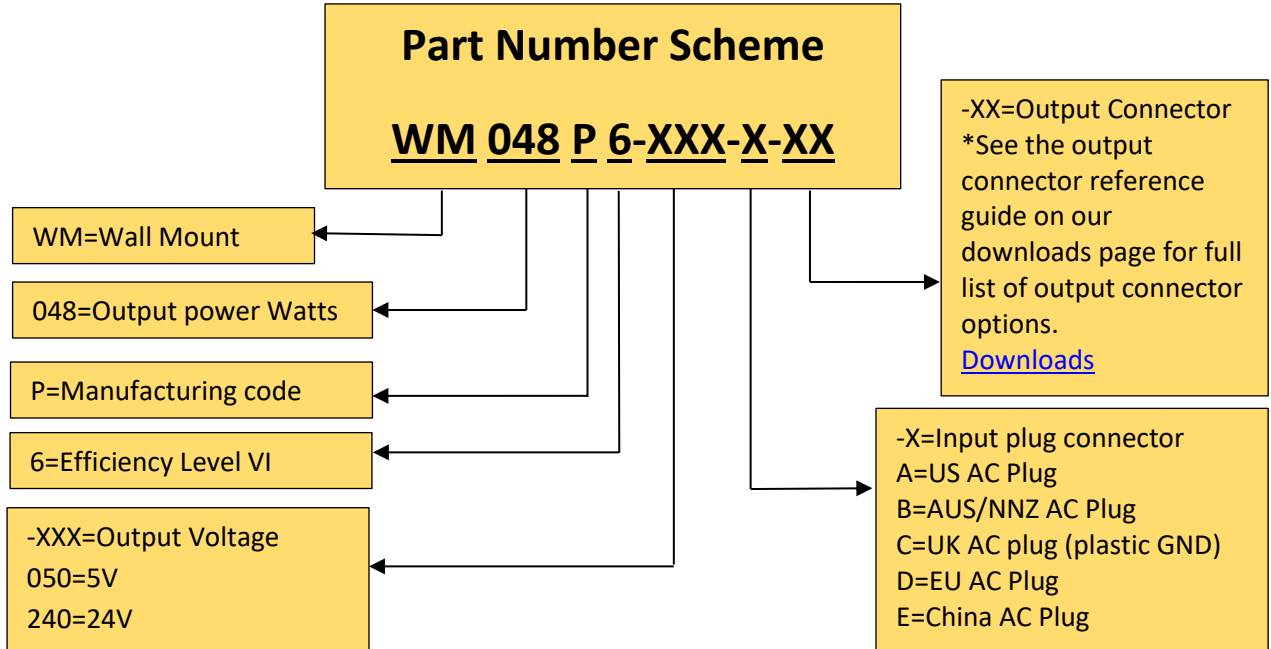 Part Number Scheme
WM 048 P 6-XXX-X-XX
WM=Wall Mount
048=Output power Watts
P=Manufacturing code
6=Efficiency Level VI
-XXX=Output Voltage
050=5V
240=24V
-XX=Output Connector
*See the output
connector reference
guide on our
downloads page for full
list of output connector
options.
Downloads
-X=Input plug connector
A=US AC Plug
B=AUS/NNZ AC Plug
C=UK AC plug (plastic GND)
D=EU AC Plug
E=China AC Plug